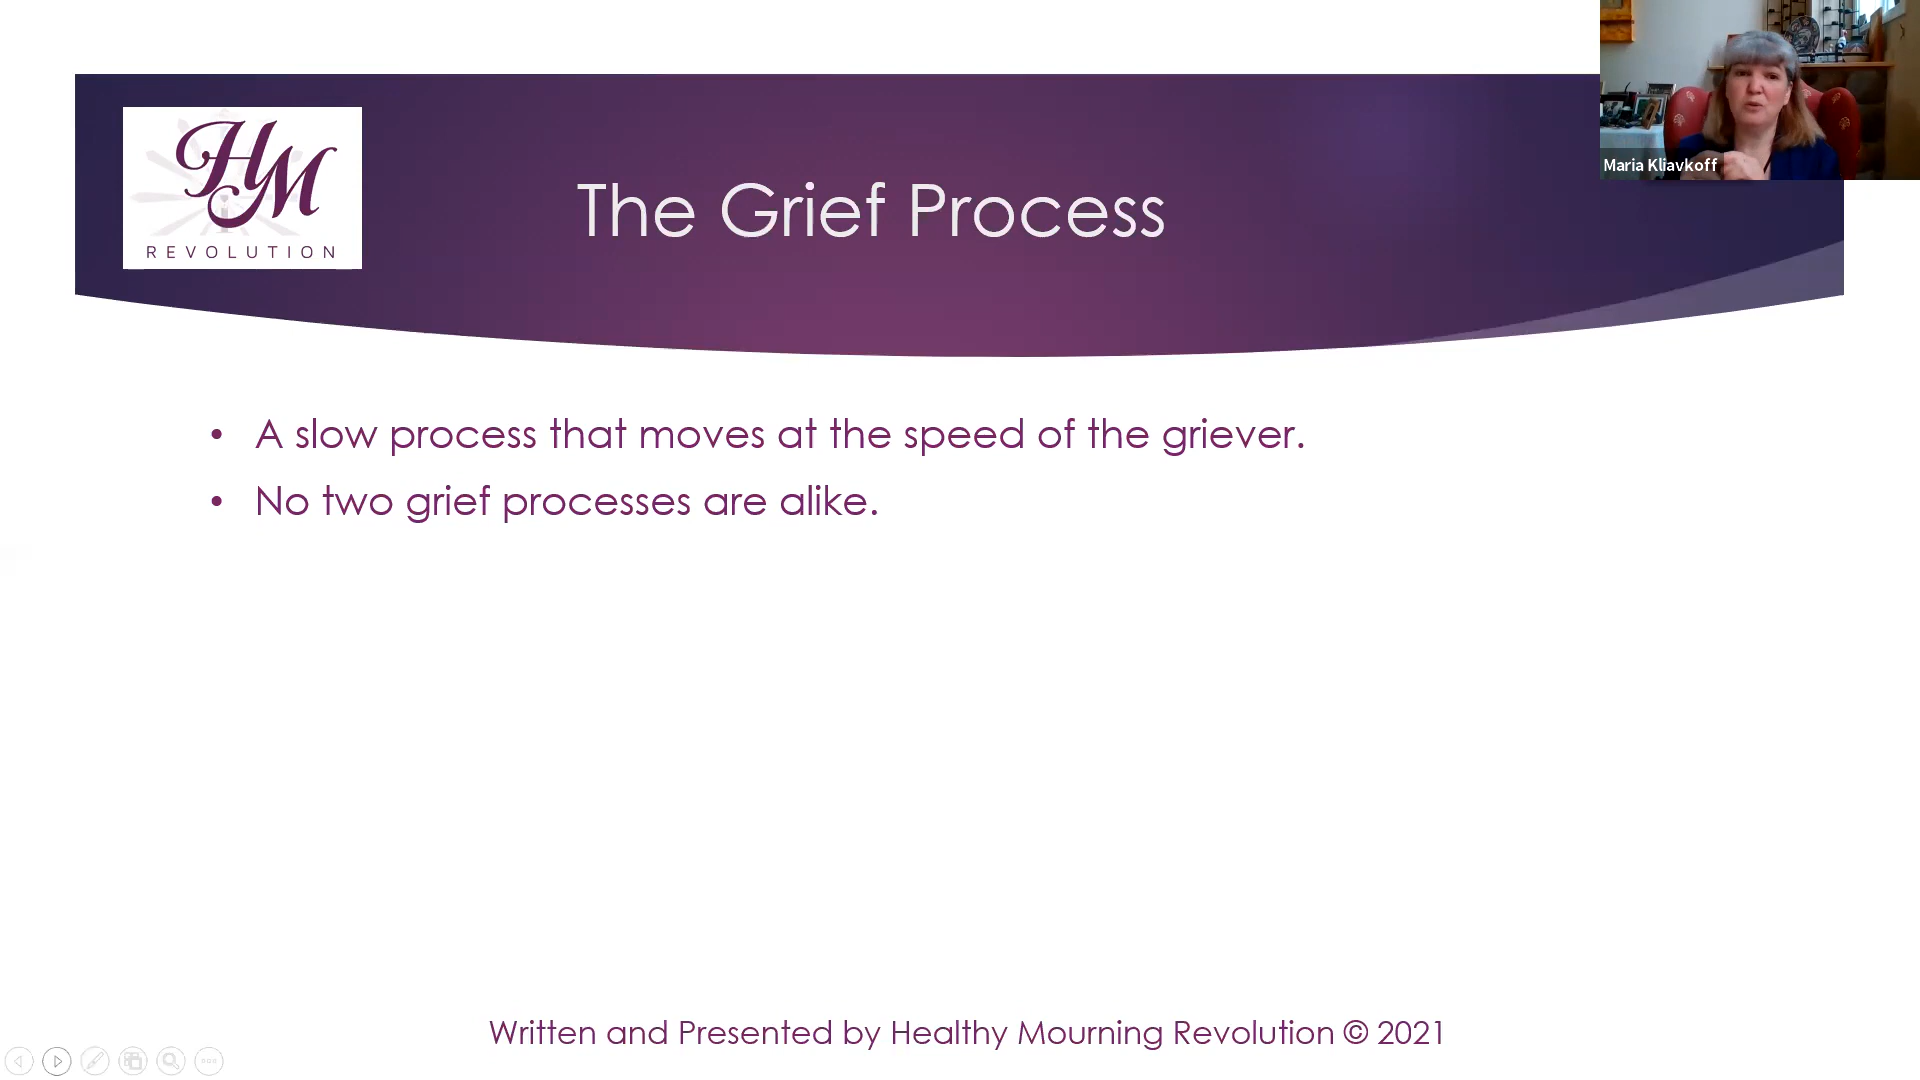 HM
REVOLUTION
The Grief Process
Maria Kliavkoff
• A slow process that moves at the speed of the griever.
• No two grief processes are alike.
Written and Presented by Healthy Mourning Revolution © 2021